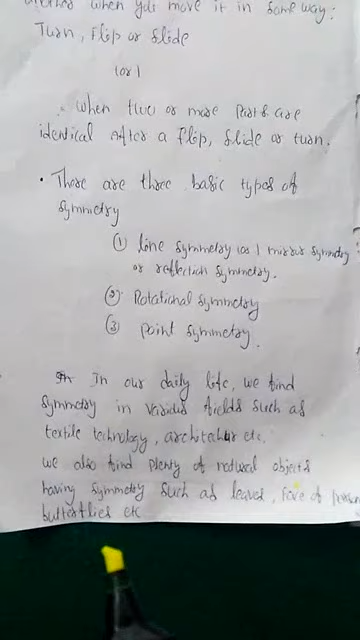 another when you move it in some way:
Turn, Flip or Slide
(or)
when two or more parts are
identical After a flip, slide or turn.
• There are three basic types of
symmetry
① line symmetry (or) mirror symmetry
or reflection symmetry.
② Rotational symmetry
③ point symmetry.
In our daily life, we find
symmetry in various fields such as
textile technology, architechur etc.
we also find plenty of natural objects
having symmetry such as leaves, face of
butterflies etc